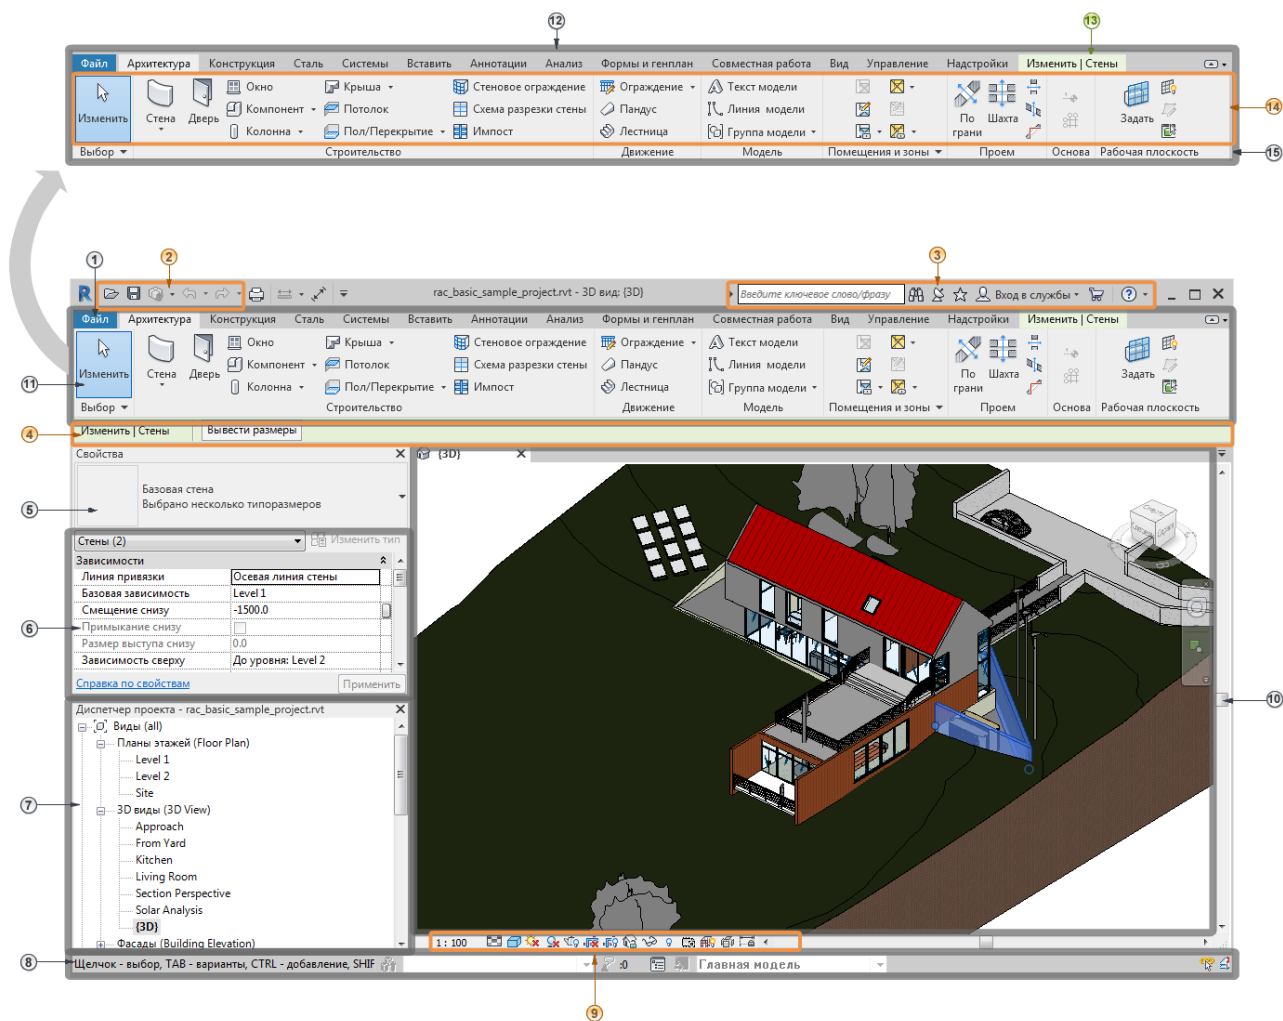 12
13
Файл Архитектура Конструкция Сталь Системы Вставить Аннотации Анализ Формы и генплан Совместная работа Вид Управление Надстройки Изменить | Стены
Изменить Стена Дверь Окно Крыша Стеновое ограждение Ограждение Текст модели
Компонент Потолок Схема разрезки стены Пандус Линия модели По грани Шахта Задать 14
Колонна Пол/Перекрытие Импост Лестница Группа модели
Выбор Строительство Движение Модель Помещения и зоны Проем Основа Рабочая плоскость 15
1 2 3
R rac_basic_sample_project.rvt - 3D вид: {3D} Введите ключевое слово/фразу Вход в службы ?
Файл Архитектура Конструкция Сталь Системы Вставить Аннотации Анализ Формы и генплан Совместная работа Вид Управление Надстройки Изменить | Стены
Изменить Стена Дверь Окно Крыша Стеновое ограждение Ограждение Текст модели
Компонент Потолок Схема разрезки стены Пандус Линия модели По грани Шахта Задать
11 Колонна Пол/Перекрытие Импост Лестница Группа модели
Выбор Строительство Движение Модель Помещения и зоны Проем Основа Рабочая плоскость
4 Изменить | Стены Вывести размеры
Свойства {3D}
Базовая стена
5 Выбрано несколько типоразмеров
Стены (2) Изменить тип
Зависимости
Линия привязки Осевая линия стены
Базовая зависимость Level 1
Смещение снизу -1500.0
6 Примыкание снизу
Размер выступа снизу 0.0
Зависимость сверху До уровня: Level 2
Справка по свойствам Применить
10
Диспетчер проекта - rac_basic_sample_project.rvt
Виды (all)
Планы этажей (Floor Plan)
Level 1
Level 2
Site
7 3D виды (3D View)
Approach
From Yard
Kitchen
Living Room
Section Perspective
Solar Analysis
{3D}
Фасады (Building Elevation) 1 : 100
8 Щелчок - выбор, TAB - варианты, CTRL - добавление, SHIF :0 Главная модель
9